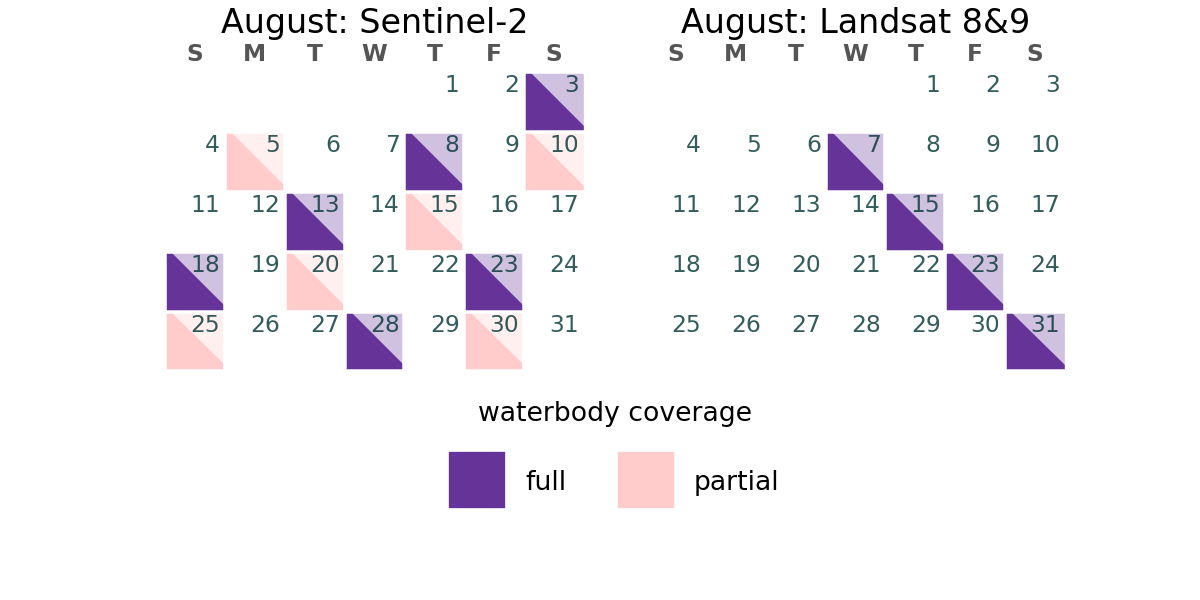 August: Sentinel-2
S M T W T F S
1 2 3
4 5 6 7 8 9 10
11 12 13 14 15 16 17
18 19 20 21 22 23 24
25 26 27 28 29 30 31
August: Landsat 8&9
S M T W T F S
1 2 3
4 5 6 7 8 9 10
11 12 13 14 15 16 17
18 19 20 21 22 23 24
25 26 27 28 29 30 31
waterbody coverage
full
partial